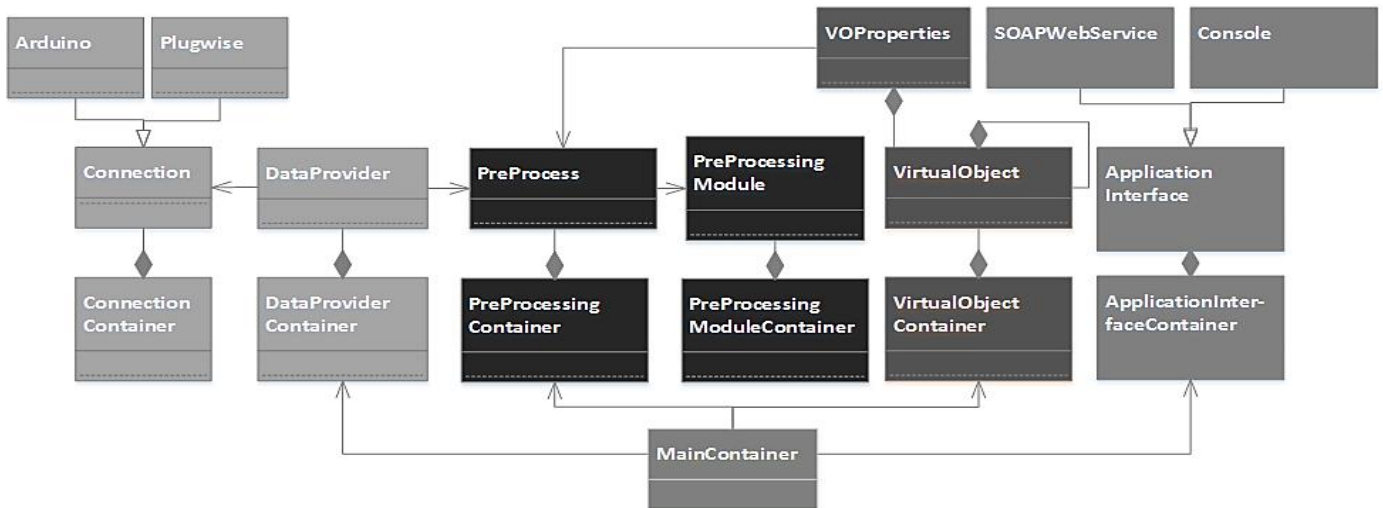 Arduino
Plugwise
VOProperties
SOAPWebService
Console
Connection
DataProvider
PreProcess
PreProcessing
Module
VirtualObject
Application
Interface
Connection
Container
DataProvider
Container
PreProcessing
Container
PreProcessing
ModuleContainer
VirtualObject
Container
ApplicationInter-
faceContainer
MainContainer